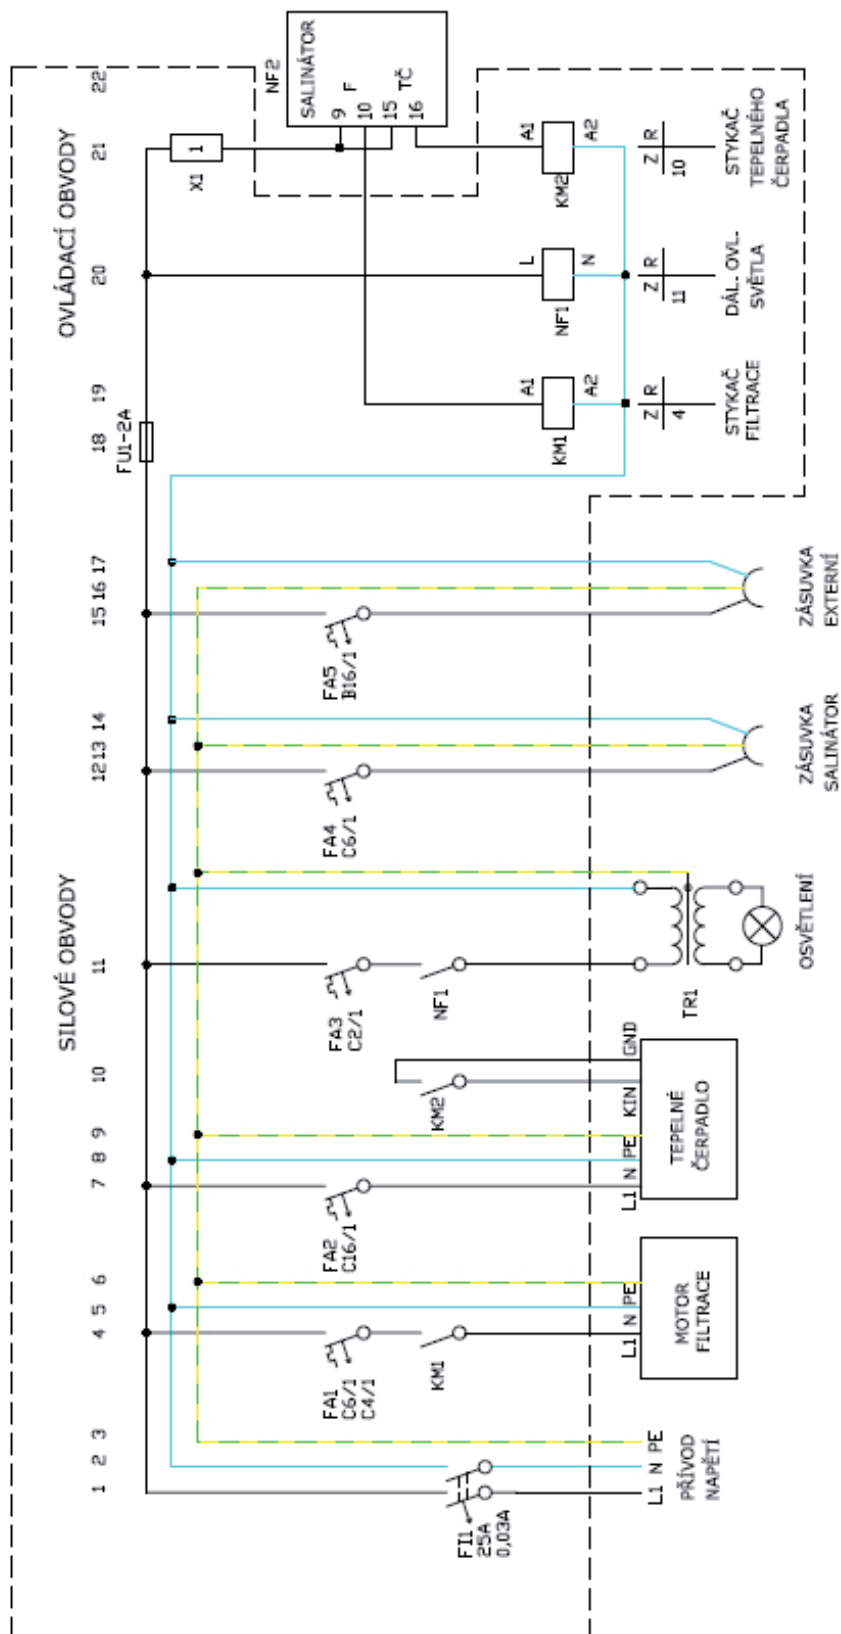 SILOVÉ OBVODY
OVLÁDACÍ OBVODY
1
2
3
4
5
6
7
8
9
10
11
12
13
14
15
16
17
18
19
20
21
22
FI1
25A
0,03A
FA1
C6/1
C4/1
KM1
FA2
C16/1
KM2
FA3
C2/1
NF1
FA4
C6/1
FA5
B16/1
FU1-2A
X1
1
NF2
SALINÁTOR
F
TČ
9
10
15
16
KM1
A1
A2
NF1
L
N
KM2
A1
A2
Z R
4
Z R
11
Z R
10
STYKAČ
FILTRACE
DÁL. OVL.
SVĚTLA
STYKAČ
TEPELNÉHO
ČERPADLA
L1 N PE
PŘÍVOD
NAPĚTÍ
L1 N PE
MOTOR
FILTRACE
L1 N PE KIN GND
TEPELNÉ
ČERPADLO
TR1
OSVĚTLENÍ
ZÁSUVKA
SALINÁTOR
ZÁSUVKA
EXTERNÍ